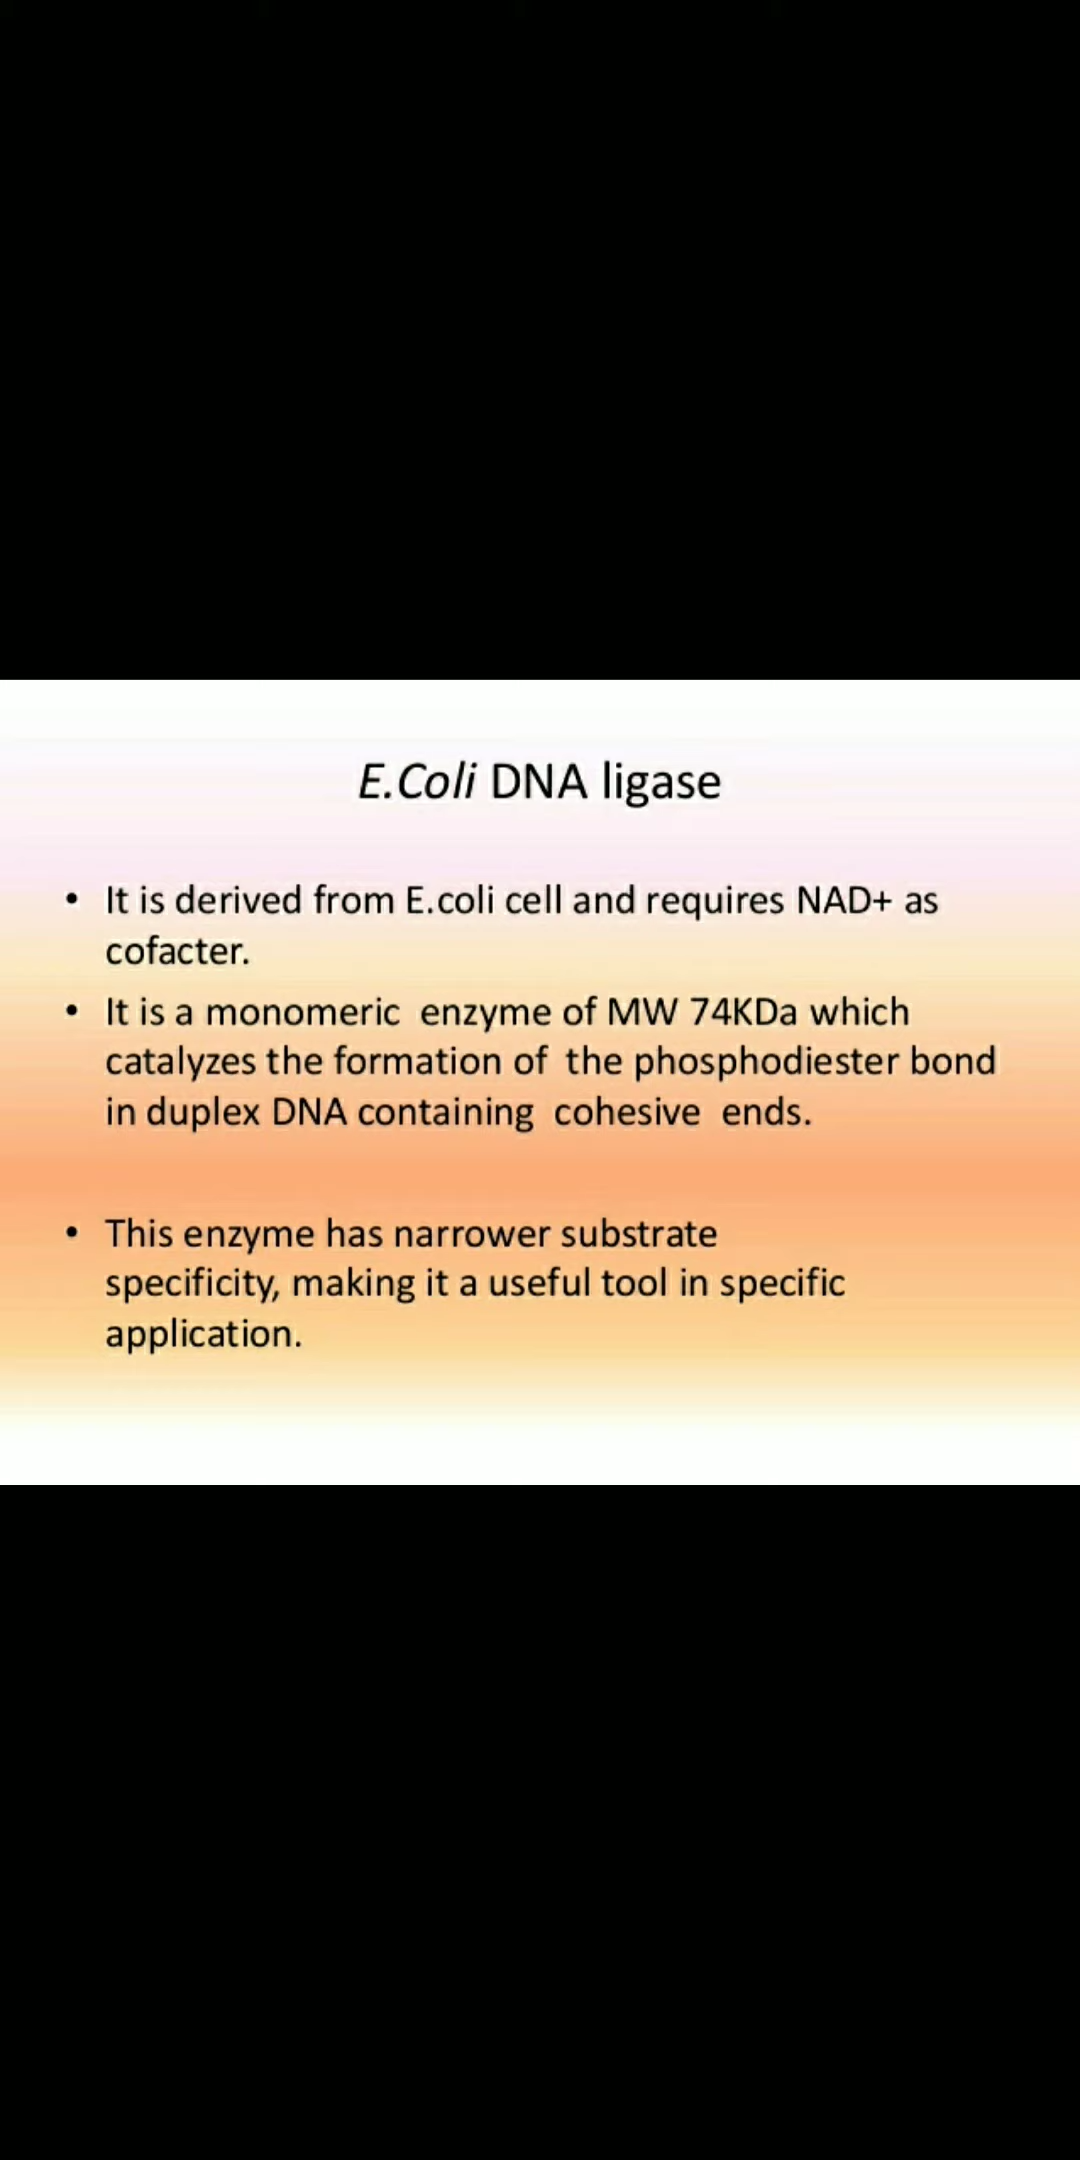 E.Coli DNA ligase
• It is derived from E.coli cell and requires NAD+ as
cofacter.
• It is a monomeric enzyme of MW 74KDa which
catalyzes the formation of the phosphodiester bond
in duplex DNA containing cohesive ends.
• This enzyme has narrower substrate
specificity, making it a useful tool in specific
application.